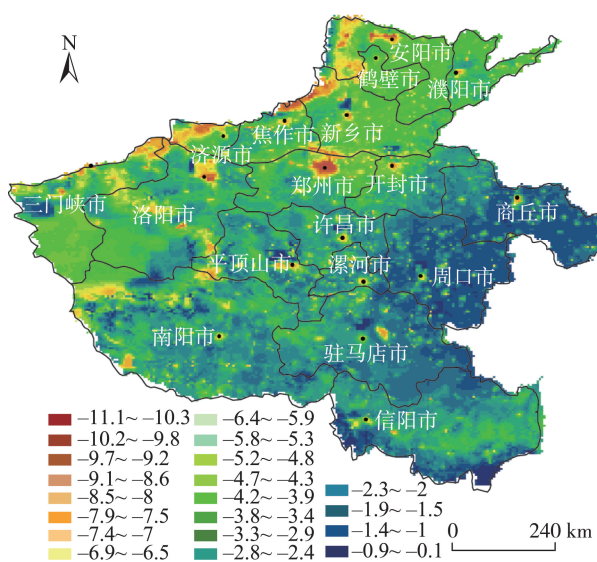 N
安阳市
鹤壁市
濮阳市
焦作市
新乡市
济源市
郑州市
开封市
三门峡市
洛阳市
商丘市
许昌市
平顶山市
漯河市
周口市
南阳市
驻马店市
信阳市
–11.1~ –10.3
–10.2~ –9.8
–9.7~ –9.2
–9.1~ –8.6
–8.5~ –8
–7.9~ –7.5
–7.4~ –7
–6.9~ –6.5
–6.4~ –5.9
–5.8~ –5.3
–5.2~ –4.8
–4.7~ –4.3
–4.2~ –3.9
–3.8~ –3.4
–3.3~ –2.9
–2.8~ –2.4
–2.3~ –2
–1.9~ –1.5
–1.4~ –1
–0.9~ –0.1
0 240 km